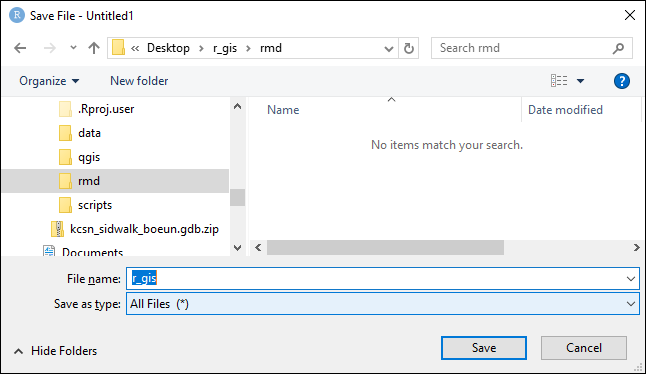 Save File - Untitled1
« Desktop › r_gis › rmd
Search rmd
Organize
New folder
?
.Rproj.user
data
qgis
rmd
scripts
kcsn_sidwalk_boeun.gdb.zip
Documents
Name
Date modified
No items match your search.
File name: r_gis
Save as type: All Files (*)
Hide Folders
Save
Cancel